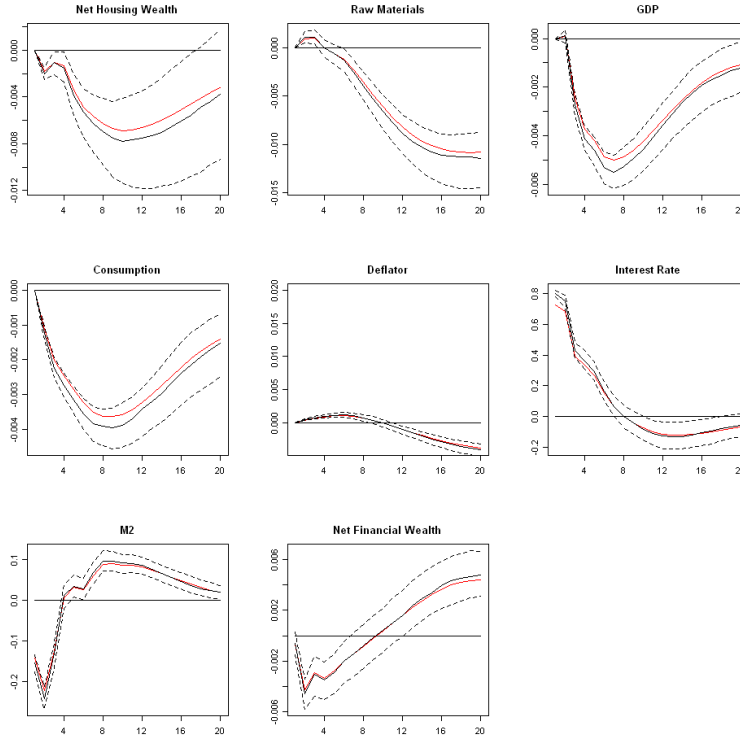 Net Housing Wealth
0.000
-0.004
-0.008
-0.012
4 8 12 16 20
Raw Materials
0.000
-0.005
-0.010
-0.015
4 8 12 16 20
GDP
0.000
-0.002
-0.004
-0.006
4 8 12 16 20
Consumption
0.000
-0.001
-0.002
-0.003
-0.004
4 8 12 16 20
Deflator
0.020
0.015
0.010
0.005
0.000
4 8 12 16 20
Interest Rate
0.8
0.6
0.4
0.2
0.0
-0.2
4 8 12 16 20
M2
0.1
0.0
-0.1
-0.2
4 8 12 16 20
Net Financial Wealth
0.006
0.002
-0.002
-0.006
4 8 12 16 20